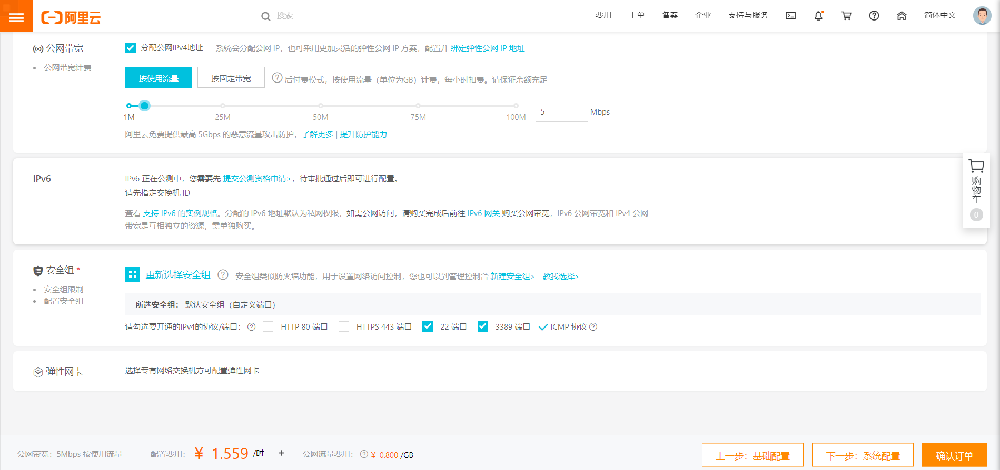 阿里云
搜索
费用 工单 备案 企业 支持与服务 简体中文
公网带宽
分配公网IPv4地址 系统会分配公网 IP，也可采用更加灵活的弹性公网 IP 方案，配置并 绑定弹性公网 IP 地址
公网带宽计费
按使用流量 按固定带宽 后付费模式，按使用流量（单位为GB）计费，每小时扣费。请保证余额充足
5 Mbps
1M 25M 50M 75M 100M
阿里云免费提供最高 5Gbps 的恶意流量攻击防护，了解更多 | 提升防护能力
购物车
0
IPv6
IPv6 正在公测中，您需要先 提交公测资格申请>，待审批通过后即可进行配置。
请先指定交换机 ID
查看 支持 IPv6 的实例规格。分配的 IPv6 地址默认为私网权限，如需公网访问，请购买完成后前往 IPv6 网关 购买公网带宽，IPv6 公网带宽和 IPv4 公网
带宽是互相独立的资源，需单独购买。
安全组 *
重新选择安全组 安全组类似防火墙功能，用于设置网络访问控制，您也可以到管理控制台 新建安全组> 教我选择>
安全组限制
配置安全组
所选安全组： 默认安全组（自定义端口）
请勾选要开通的IPv4的协议/端口： HTTP 80 端口 HTTPS 443 端口 22 端口 3389 端口 ICMP 协议
弹性网卡
选择专有网络交换机方可配置弹性网卡
公网带宽：5Mbps 按使用流量 配置费用： ¥ 1.559 /时 + 公网流量费用： ¥ 0.800 /GB
上一步：基础配置 下一步：系统配置 确认订单